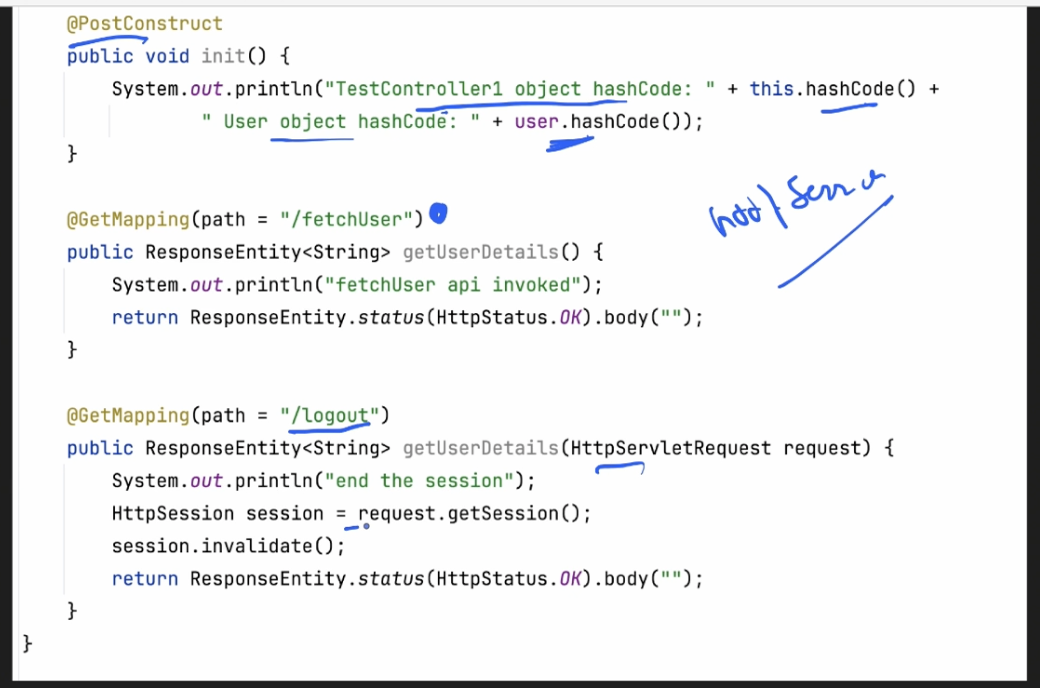 @PostConstruct
public void init() {
System.out.println("TestController1 object hashCode: " + this.hashCode() +
" User object hashCode: " + user.hashCode());
}
@GetMapping(path = "/fetchUser")
public ResponseEntity<String> getUserDetails() {
System.out.println("fetchUser api invoked");
return ResponseEntity.status(HttpStatus.OK).body("");
}
@GetMapping(path = "/logout")
public ResponseEntity<String> getUserDetails(HttpServletRequest request) {
System.out.println("end the session");
HttpSession session = request.getSession();
session.invalidate();
return ResponseEntity.status(HttpStatus.OK).body("");
}
}